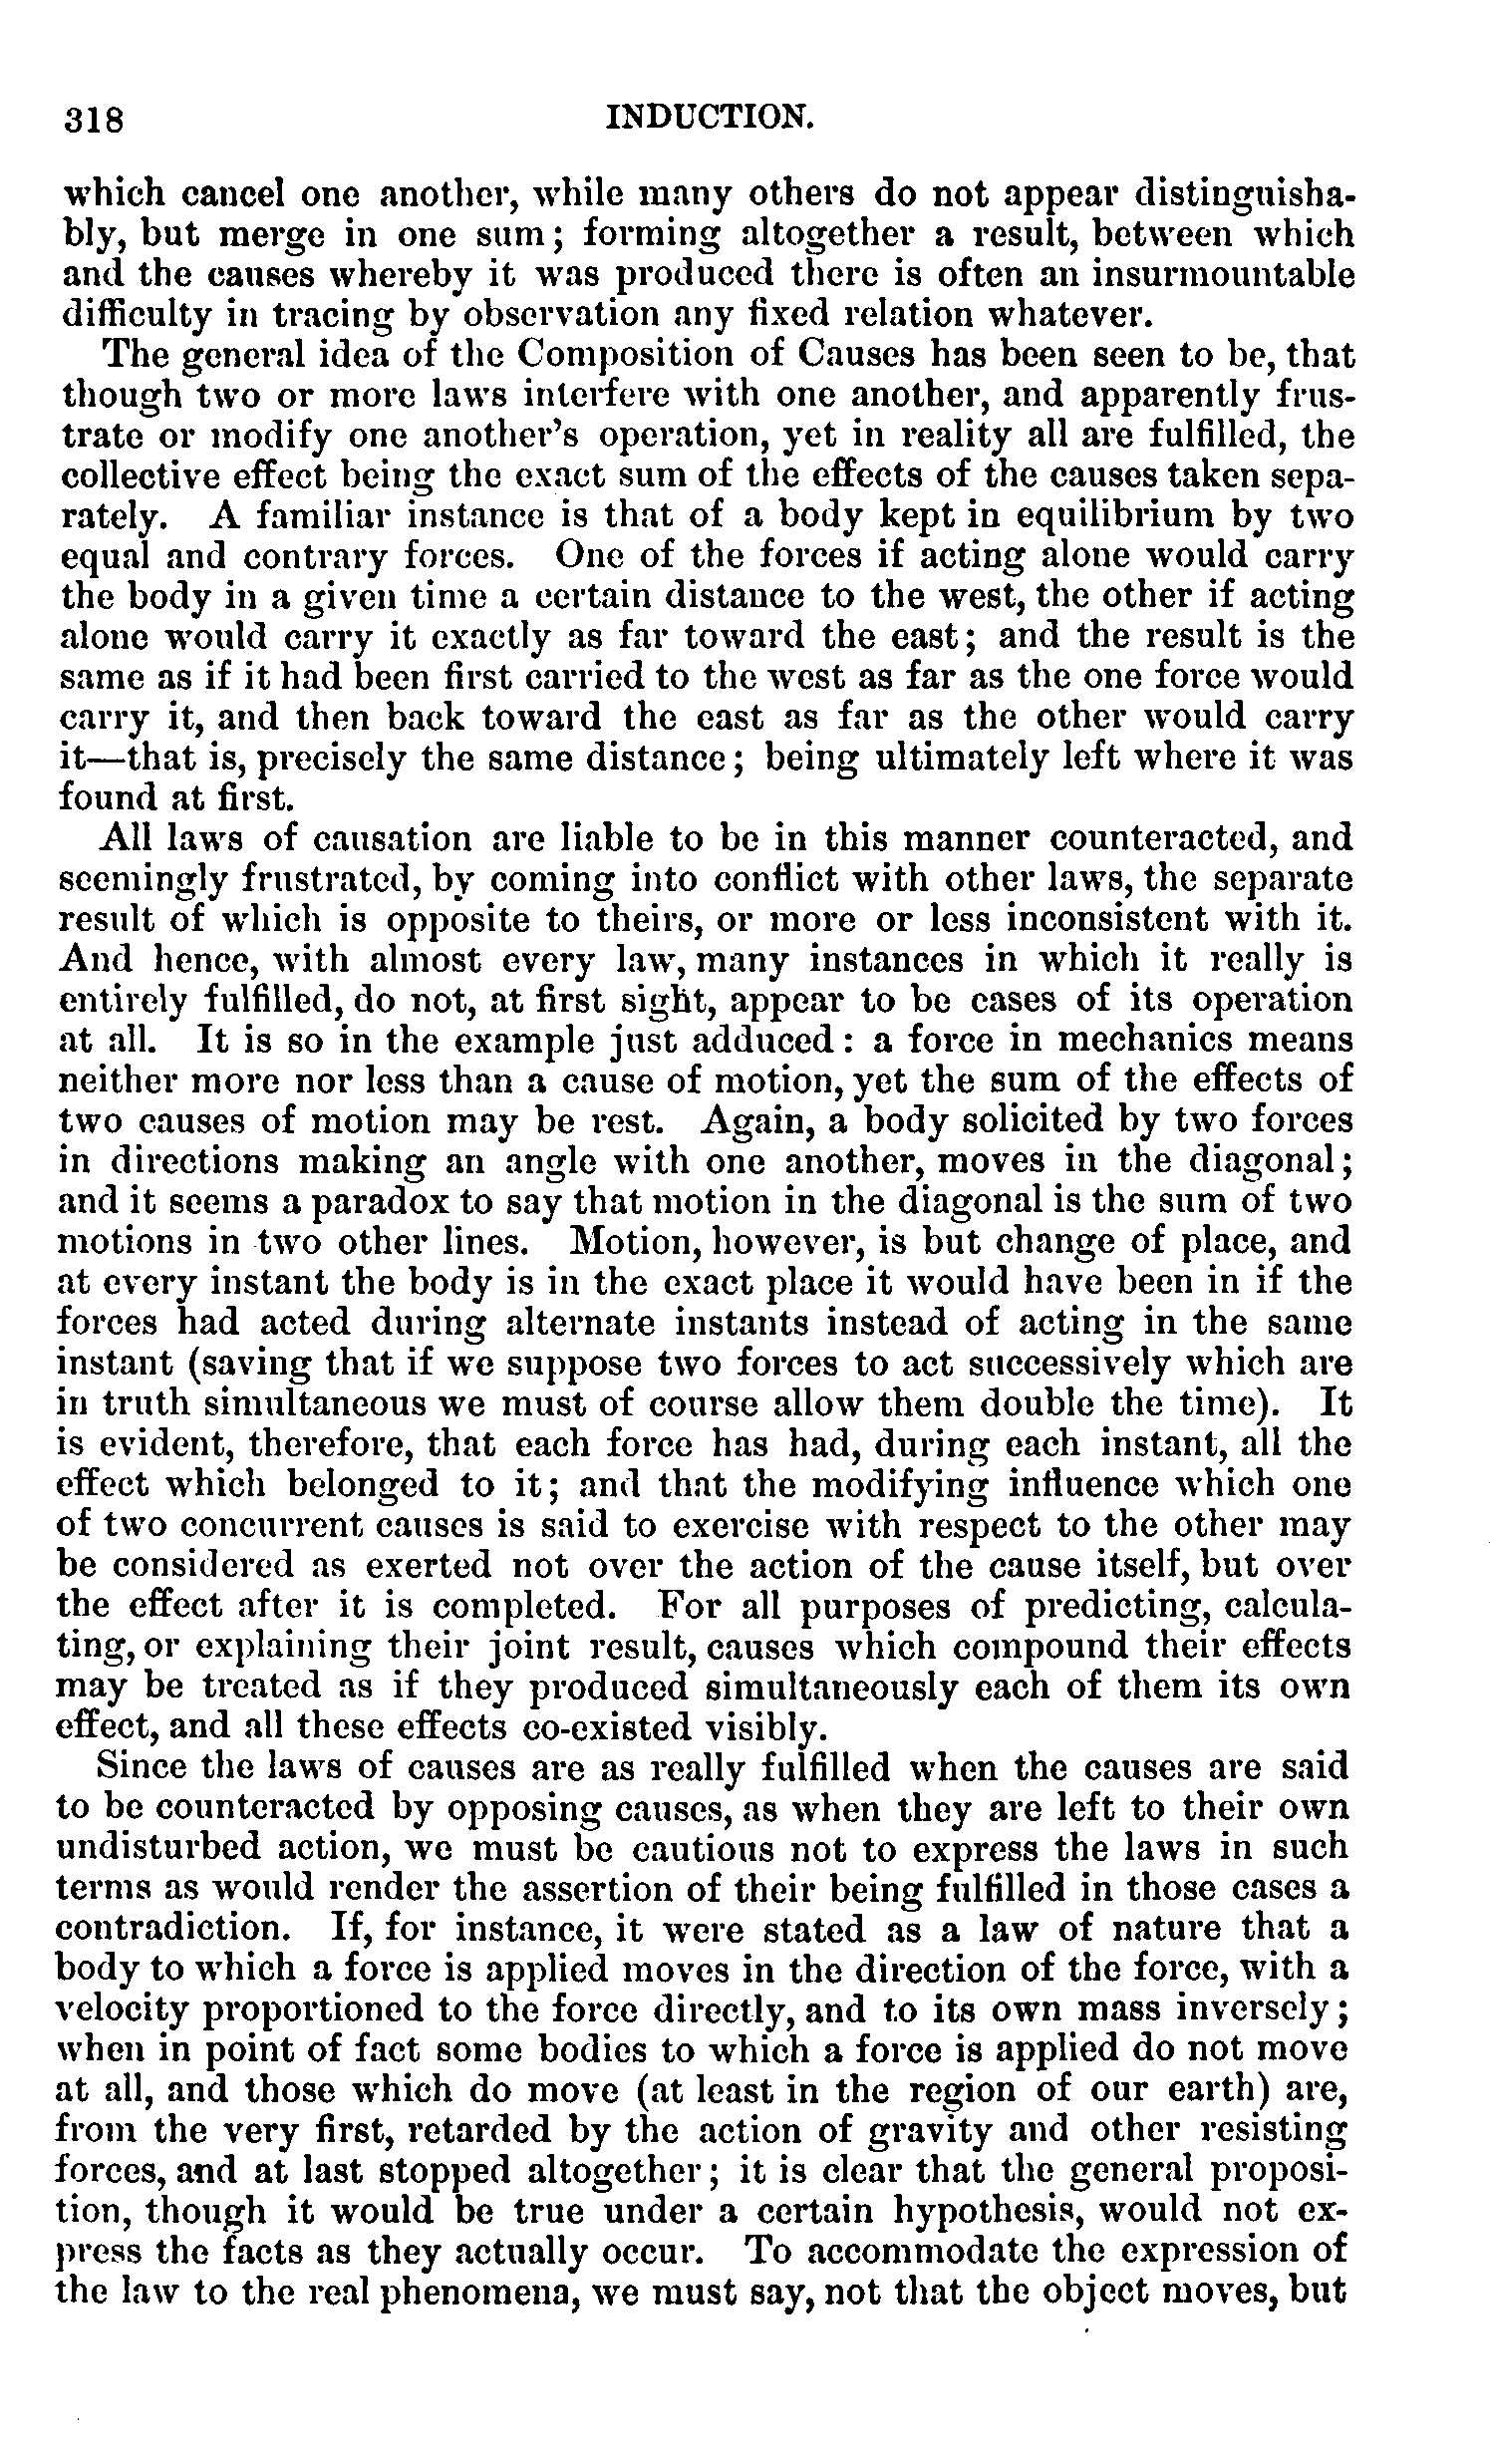 318 INDUCTION.
which cancel one another, while many others do not appear distinguisha-
bly, but merge in one sum; forming altogether a result, between which
and the causes whereby it was produced there is often an insurmountable
difficulty in tracing by observation any fixed relation whatever.
The general idea of the Composition of Causes has been seen to be, that
though two or more laws interfere with one another, and apparently frus-
trate or modify one another's operation, yet in reality all are fulfilled, the
collective effect being the exact sum of the effects of the causes taken sepa-
rately. A familiar instance is that of a body kept in equilibrium by two
equal and contrary forces. One of the forces if acting alone would carry
the body in a given time a certain distance to the west, the other if acting
alone would carry it exactly as far toward the east; and the result is the
same as if it had been first carried to the west as far as the one force would
carry it, and then back toward the east as far as the other would carry
it—that is, precisely the same distance; being ultimately left where it was
found at first.
All laws of causation are liable to be in this manner counteracted, and
seemingly frustrated, by coming into conflict with other laws, the separate
result of which is opposite to theirs, or more or less inconsistent with it.
And hence, with almost every law, many instances in which it really is
entirely fulfilled, do not, at first sight, appear to be cases of its operation
at all. It is so in the example just adduced: a force in mechanics means
neither more nor less than a cause of motion, yet the sum of the effects of
two causes of motion may be rest. Again, a body solicited by two forces
in directions making an angle with one another, moves in the diagonal;
and it seems a paradox to say that motion in the diagonal is the sum of two
motions in two other lines. Motion, however, is but change of place, and
at every instant the body is in the exact place it would have been in if the
forces had acted during alternate instants instead of acting in the same
instant (saving that if we suppose two forces to act successively which are
in truth simultaneous we must of course allow them double the time). It
is evident, therefore, that each force has had, during each instant, all the
effect which belonged to it; and that the modifying influence which one
of two concurrent causes is said to exercise with respect to the other may
be considered as exerted not over the action of the cause itself, but over
the effect after it is completed. For all purposes of predicting, calcula-
ting, or explaining their joint result, causes which compound their effects
may be treated as if they produced simultaneously each of them its own
effect, and all these effects co-existed visibly.
Since the laws of causes are as really fulfilled when the causes are said
to be counteracted by opposing causes, as when they are left to their own
undisturbed action, we must be cautious not to express the laws in such
terms as would render the assertion of their being fulfilled in those cases a
contradiction. If, for instance, it were stated as a law of nature that a
body to which a force is applied moves in the direction of the force, with a
velocity proportioned to the force directly, and to its own mass inversely;
when in point of fact some bodies to which a force is applied do not move
at all, and those which do move (at least in the region of our earth) are,
from the very first, retarded by the action of gravity and other resisting
forces, and at last stopped altogether; it is clear that the general proposi-
tion, though it would be true under a certain hypothesis, would not ex-
press the facts as they actually occur. To accommodate the expression of
the law to the real phenomena, we must say, not that the object moves, but